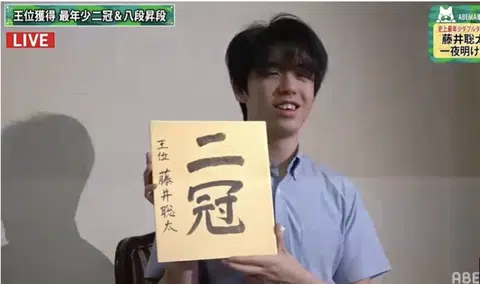 王位獲得 最年少二冠&八段昇段
LIVE
ABEMA
史上最年少ダブルタ
藤井聡太
一夜明け
二冠
王位 藤井聡太
ABE